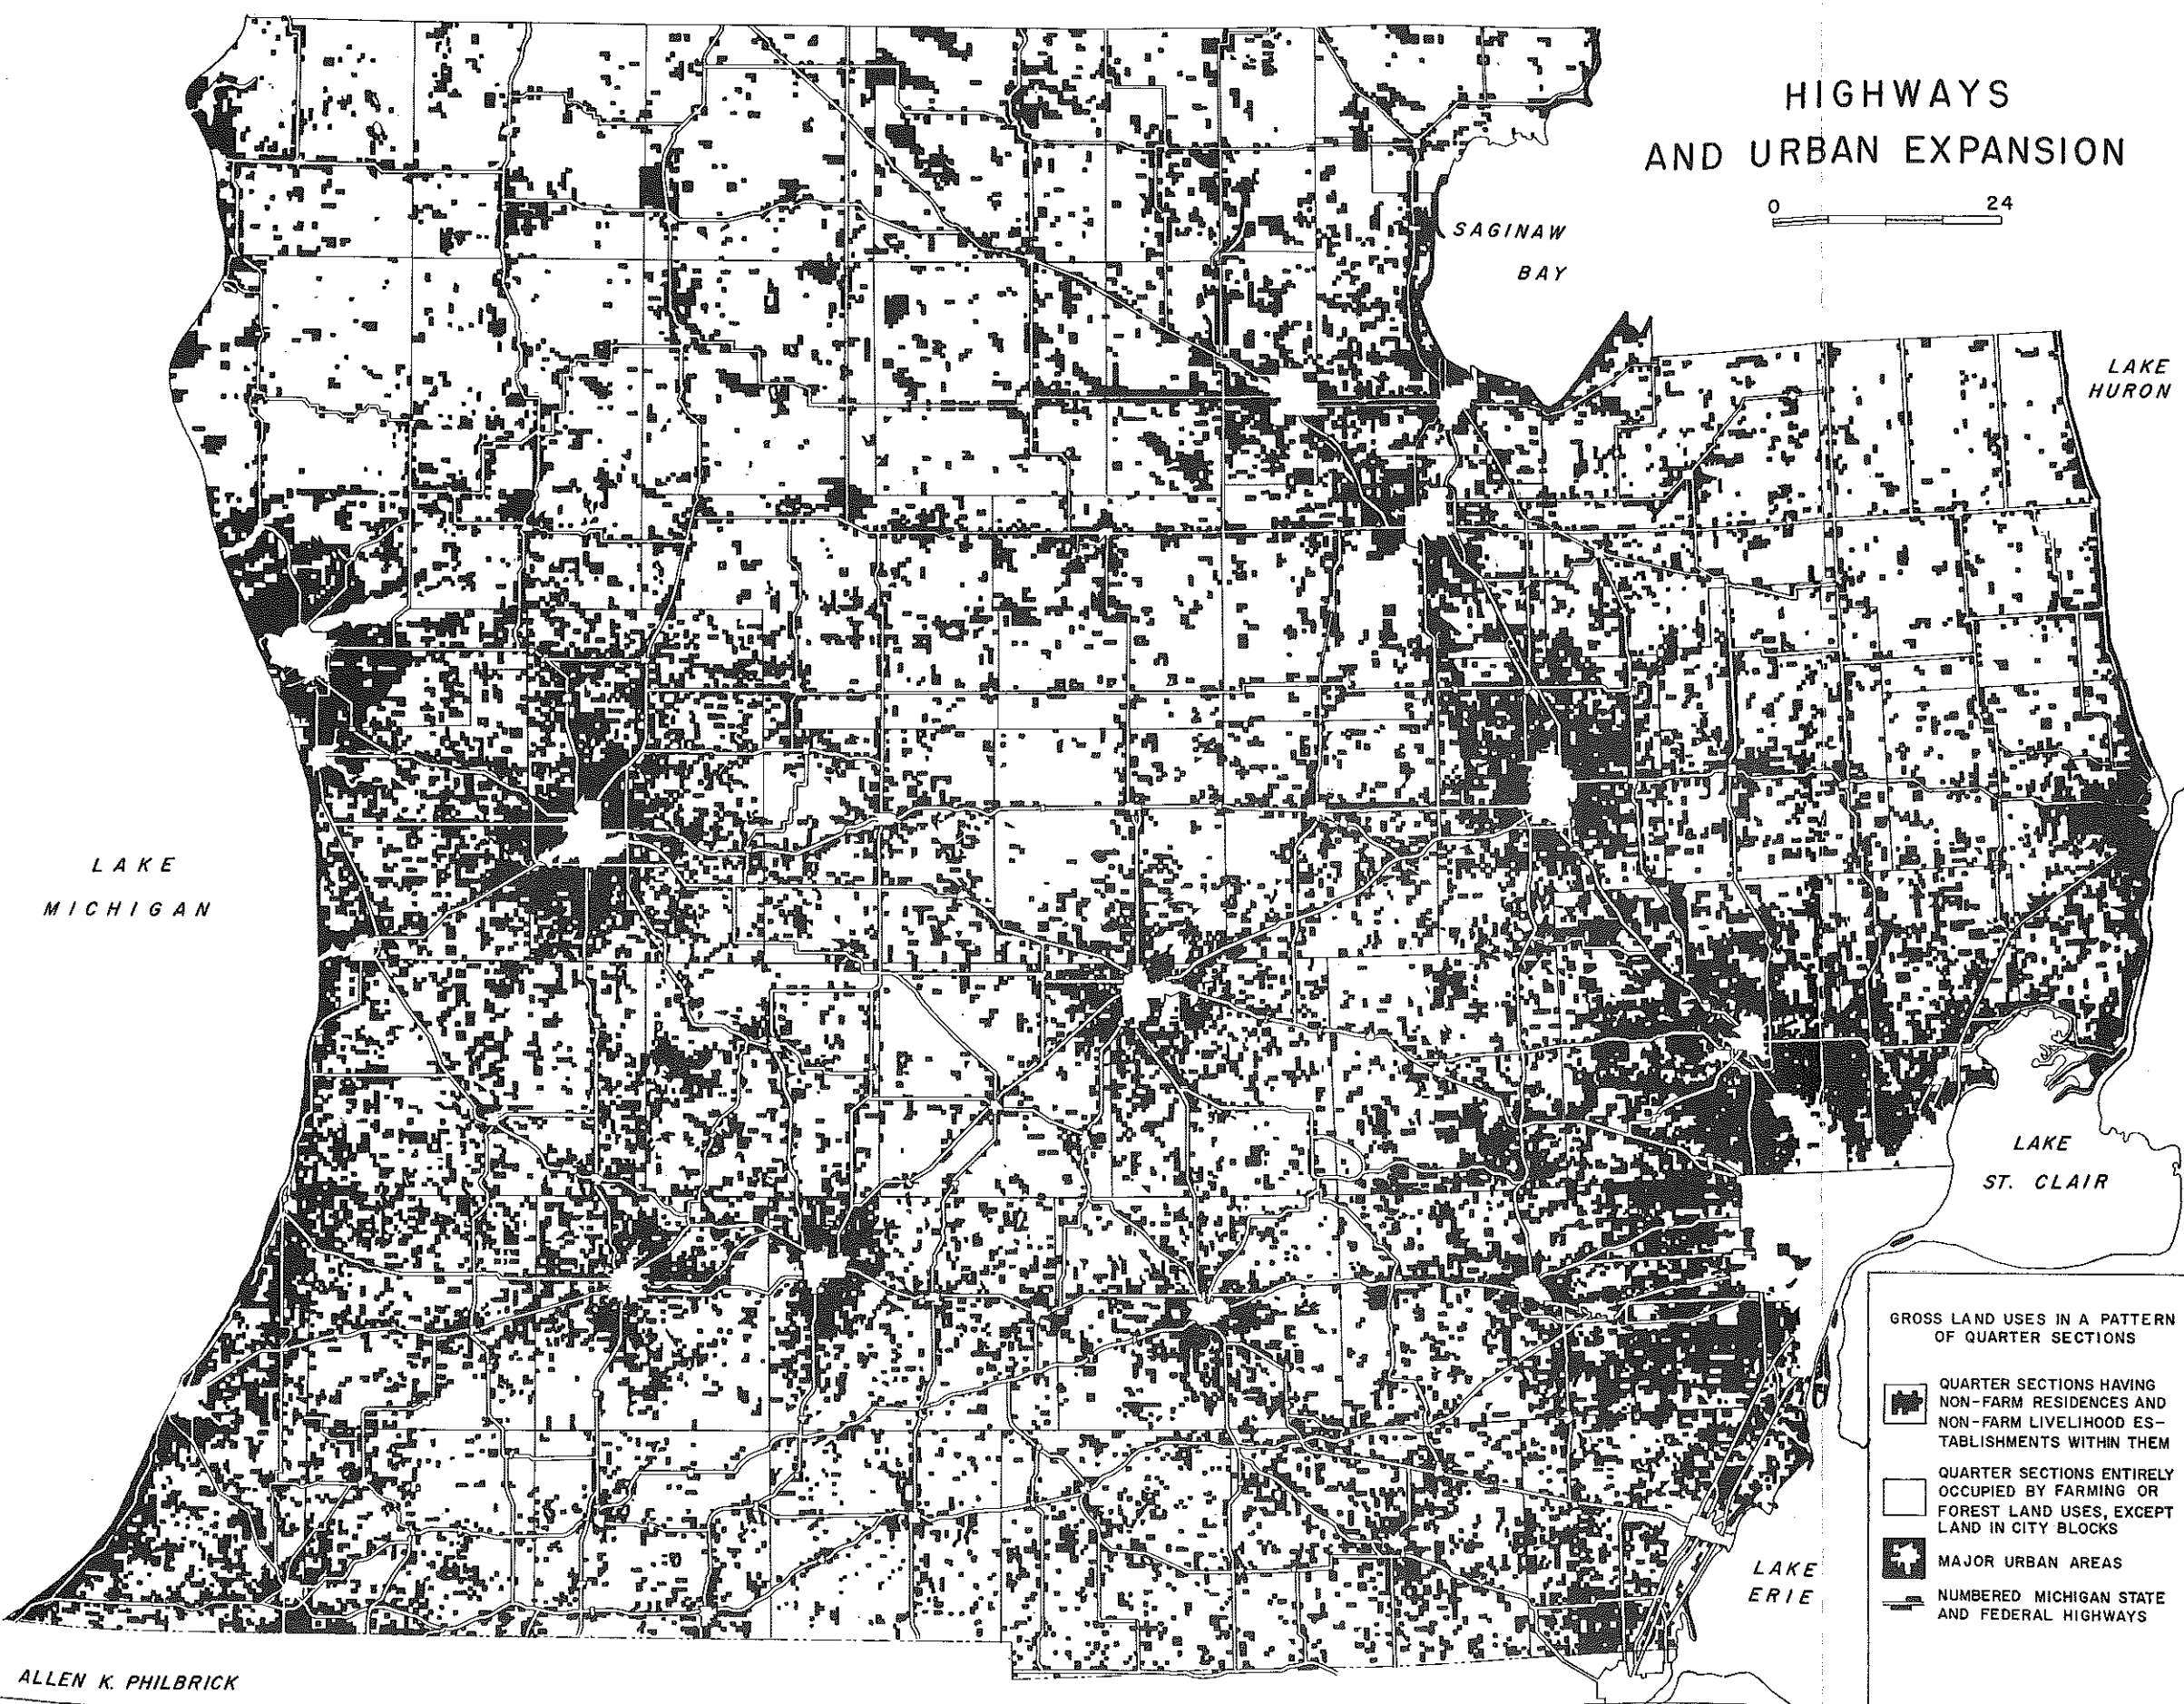 HIGHWAYS
AND URBAN EXPANSION
0 24
SAGINAW
BAY
LAKE
HURON
LAKE
MICHIGAN
LAKE
ST. CLAIR
GROSS LAND USES IN A PATTERN
OF QUARTER SECTIONS
QUARTER SECTIONS HAVING
NON-FARM RESIDENCES AND
NON-FARM LIVELIHOOD ES-
TABLISHMENTS WITHIN THEM
QUARTER SECTIONS ENTIRELY
OCCUPIED BY FARMING OR
FOREST LAND USES, EXCEPT
LAND IN CITY BLOCKS
MAJOR URBAN AREAS
NUMBERED MICHIGAN STATE
AND FEDERAL HIGHWAYS
LAKE
ERIE
ALLEN K. PHILBRICK